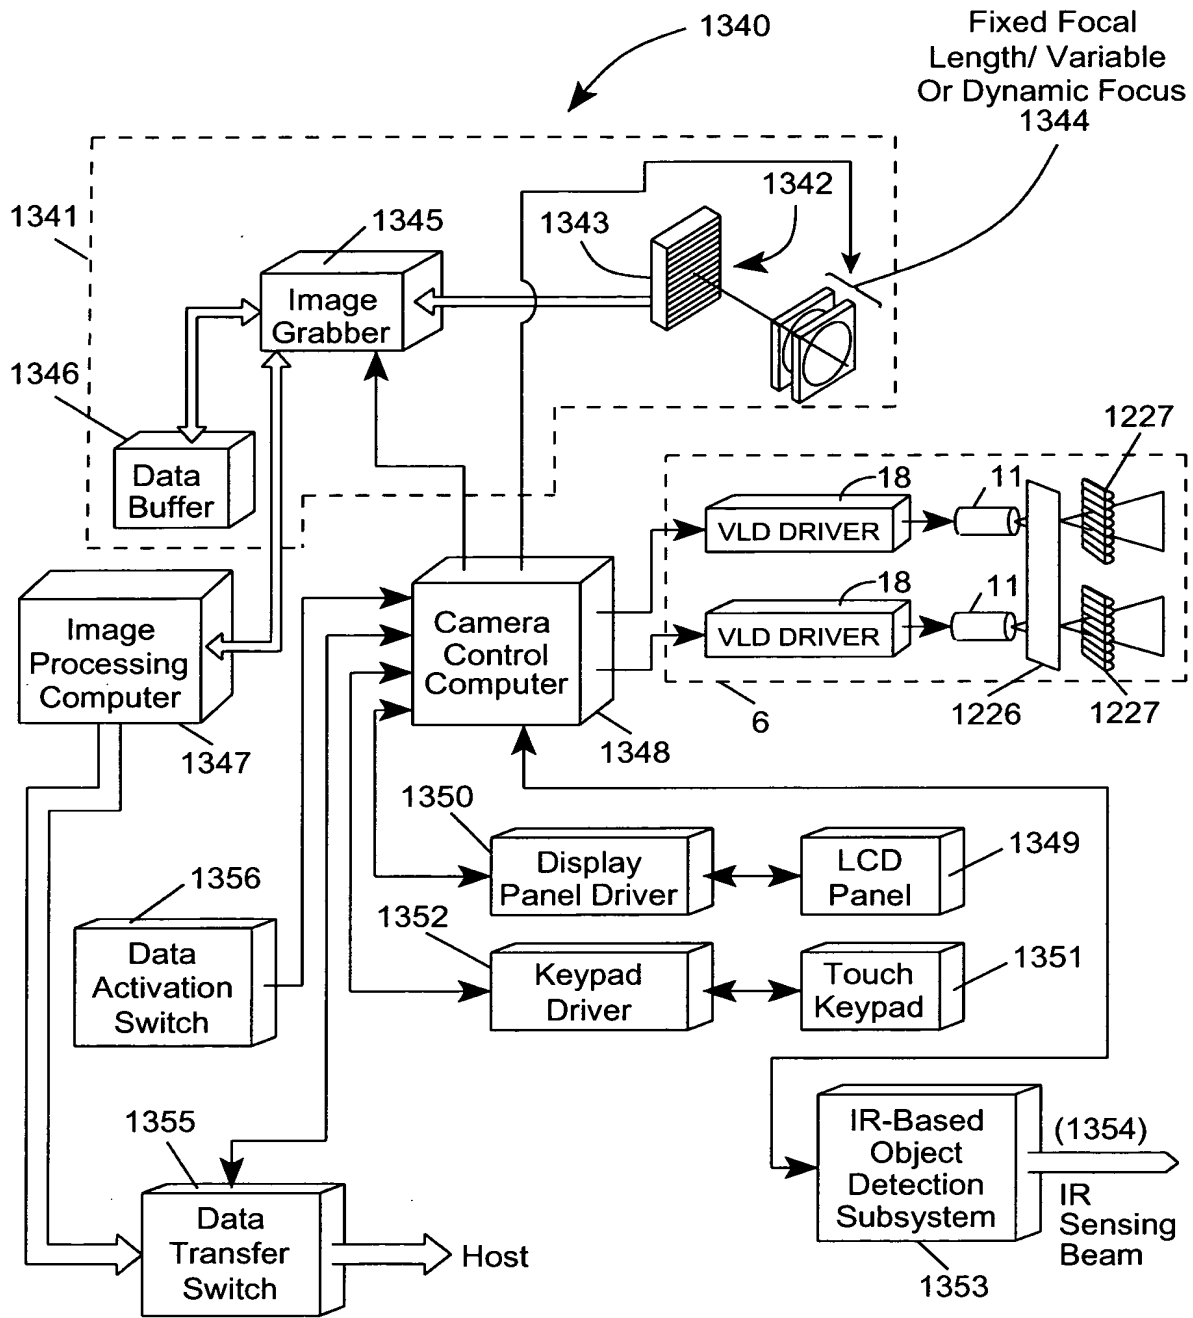 1340
Fixed Focal
Length/ Variable
Or Dynamic Focus
1344
1341
1345
1343
1342
Image
Grabber
1346
Data
Buffer
1227
18
11
VLD DRIVER
18
11
VLD DRIVER
Image
Processing
Computer
Camera
Control
Computer
6
1226
1227
1347
1348
1350
Display
Panel Driver
LCD
Panel
1349
1356
Data
Activation
Switch
1352
Keypad
Driver
Touch
Keypad
1351
1355
Data
Transfer
Switch
Host
IR-Based
Object
Detection
Subsystem
(1354)
IR
Sensing
Beam
1353